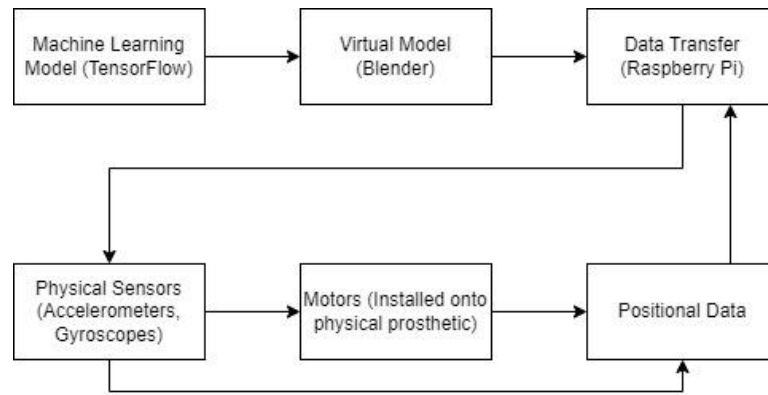 Machine Learning
Model (TensorFlow)
Virtual Model
(Blender)
Data Transfer
(Raspberry Pi)
Physical Sensors
(Accelerometers,
Gyroscopes)
Motors (Installed onto
physical prosthetic)
Positional Data